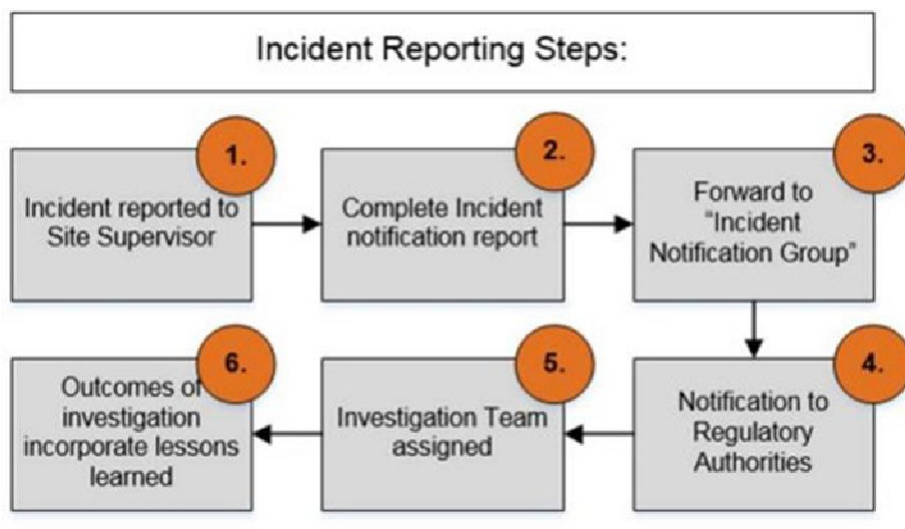 Incident Reporting Steps:
1.
Incident reported to
Site Supervisor
2.
Complete Incident
notification report
3.
Forward to
“Incident
Notification Group”
4.
Notification to
Regulatory
Authorities
5.
Investigation Team
assigned
6.
Outcomes of
investigation
incorporate lessons
learned